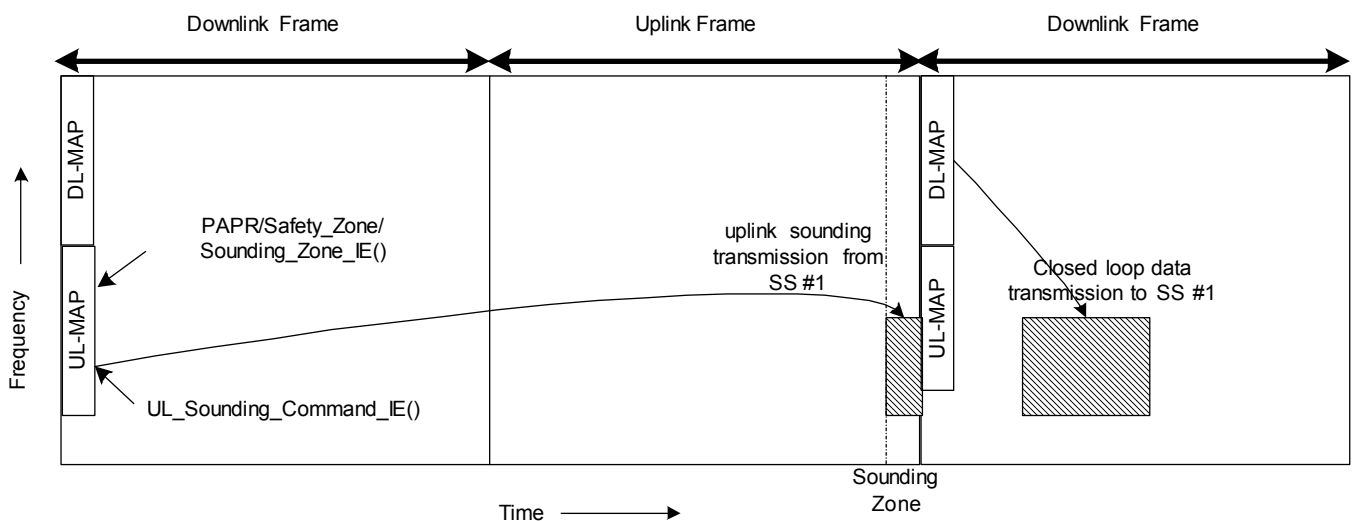 Downlink Frame
Uplink Frame
Downlink Frame
DL-MAP
UL-MAP
PAPR/Safety_Zone/
Sounding_Zone_IE()
UL_Sounding_Command_IE()
uplink sounding
transmission from
SS #1
DL-MAP
UL-MAP
Closed loop data
transmission to SS #1
Frequency
Sounding
Zone
Time